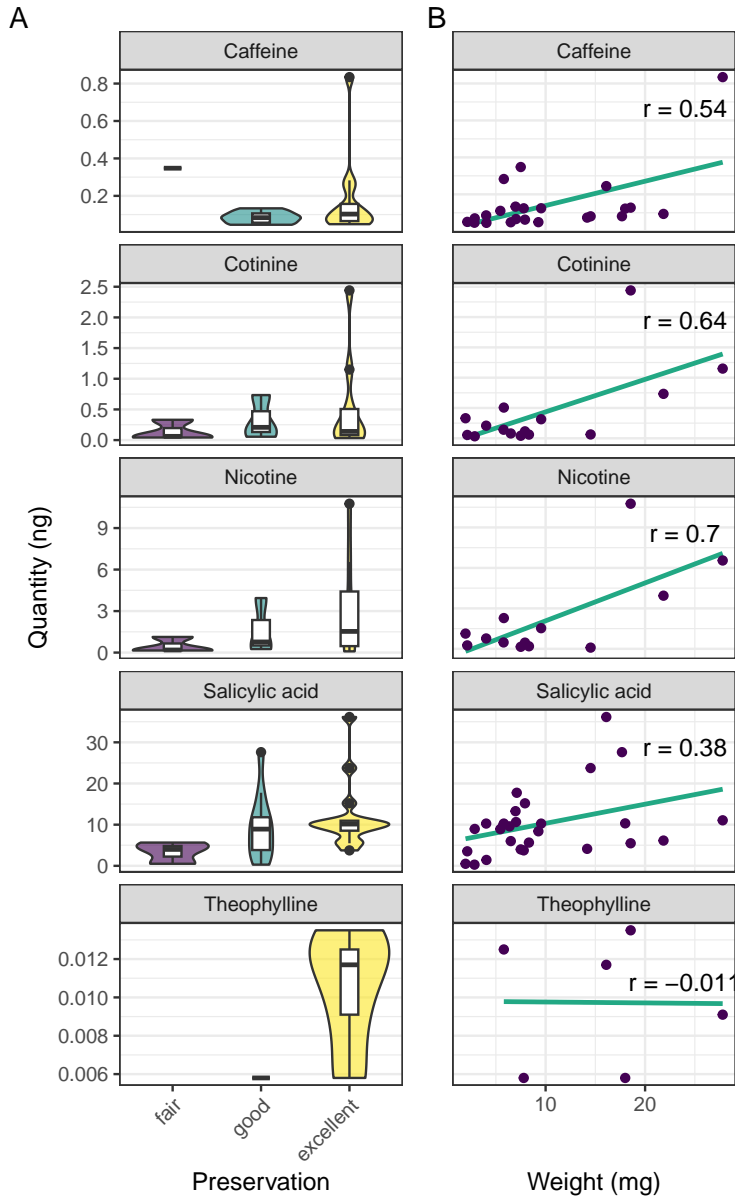 A
B
Caffeine
Caffeine
0.8
0.6
0.4
0.2
r = 0.54
Cotinine
Cotinine
2.5
2.0
1.5
1.0
0.5
0.0
r = 0.64
Nicotine
Nicotine
9
6
3
0
r = 0.7
Salicylic acid
Salicylic acid
30
20
10
0
r = 0.38
Theophylline
Theophylline
0.012
0.010
0.008
0.006
r = −0.011
Quantity (ng)
fair
good
excellent
10
20
Preservation
Weight (mg)